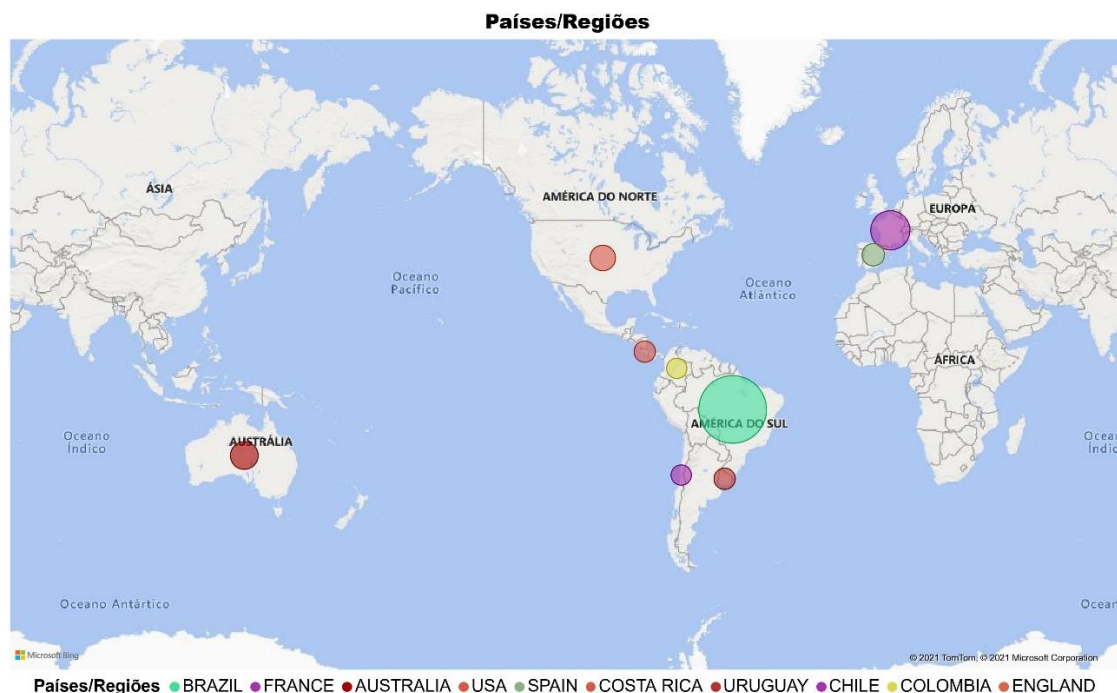 Países/Regiões
ÁSIA
AMÉRICA DO NORTE
EUROPA
Oceano
Pacífico
Oceano
Atlântico
ÁFRICA
AMÉRICA DO SUL
Oceano
Índico
AUSTRÁLIA
Oceano
Índic
Oceano Antártico
Ocean
Microsoft Bing
© 2021 TomTom, © 2021 Microsoft Corporation
Países/Regiões BRAZIL FRANCE AUSTRALIA USA SPAIN COSTA RICA URUGUAY CHILE COLOMBIA ENGLAND